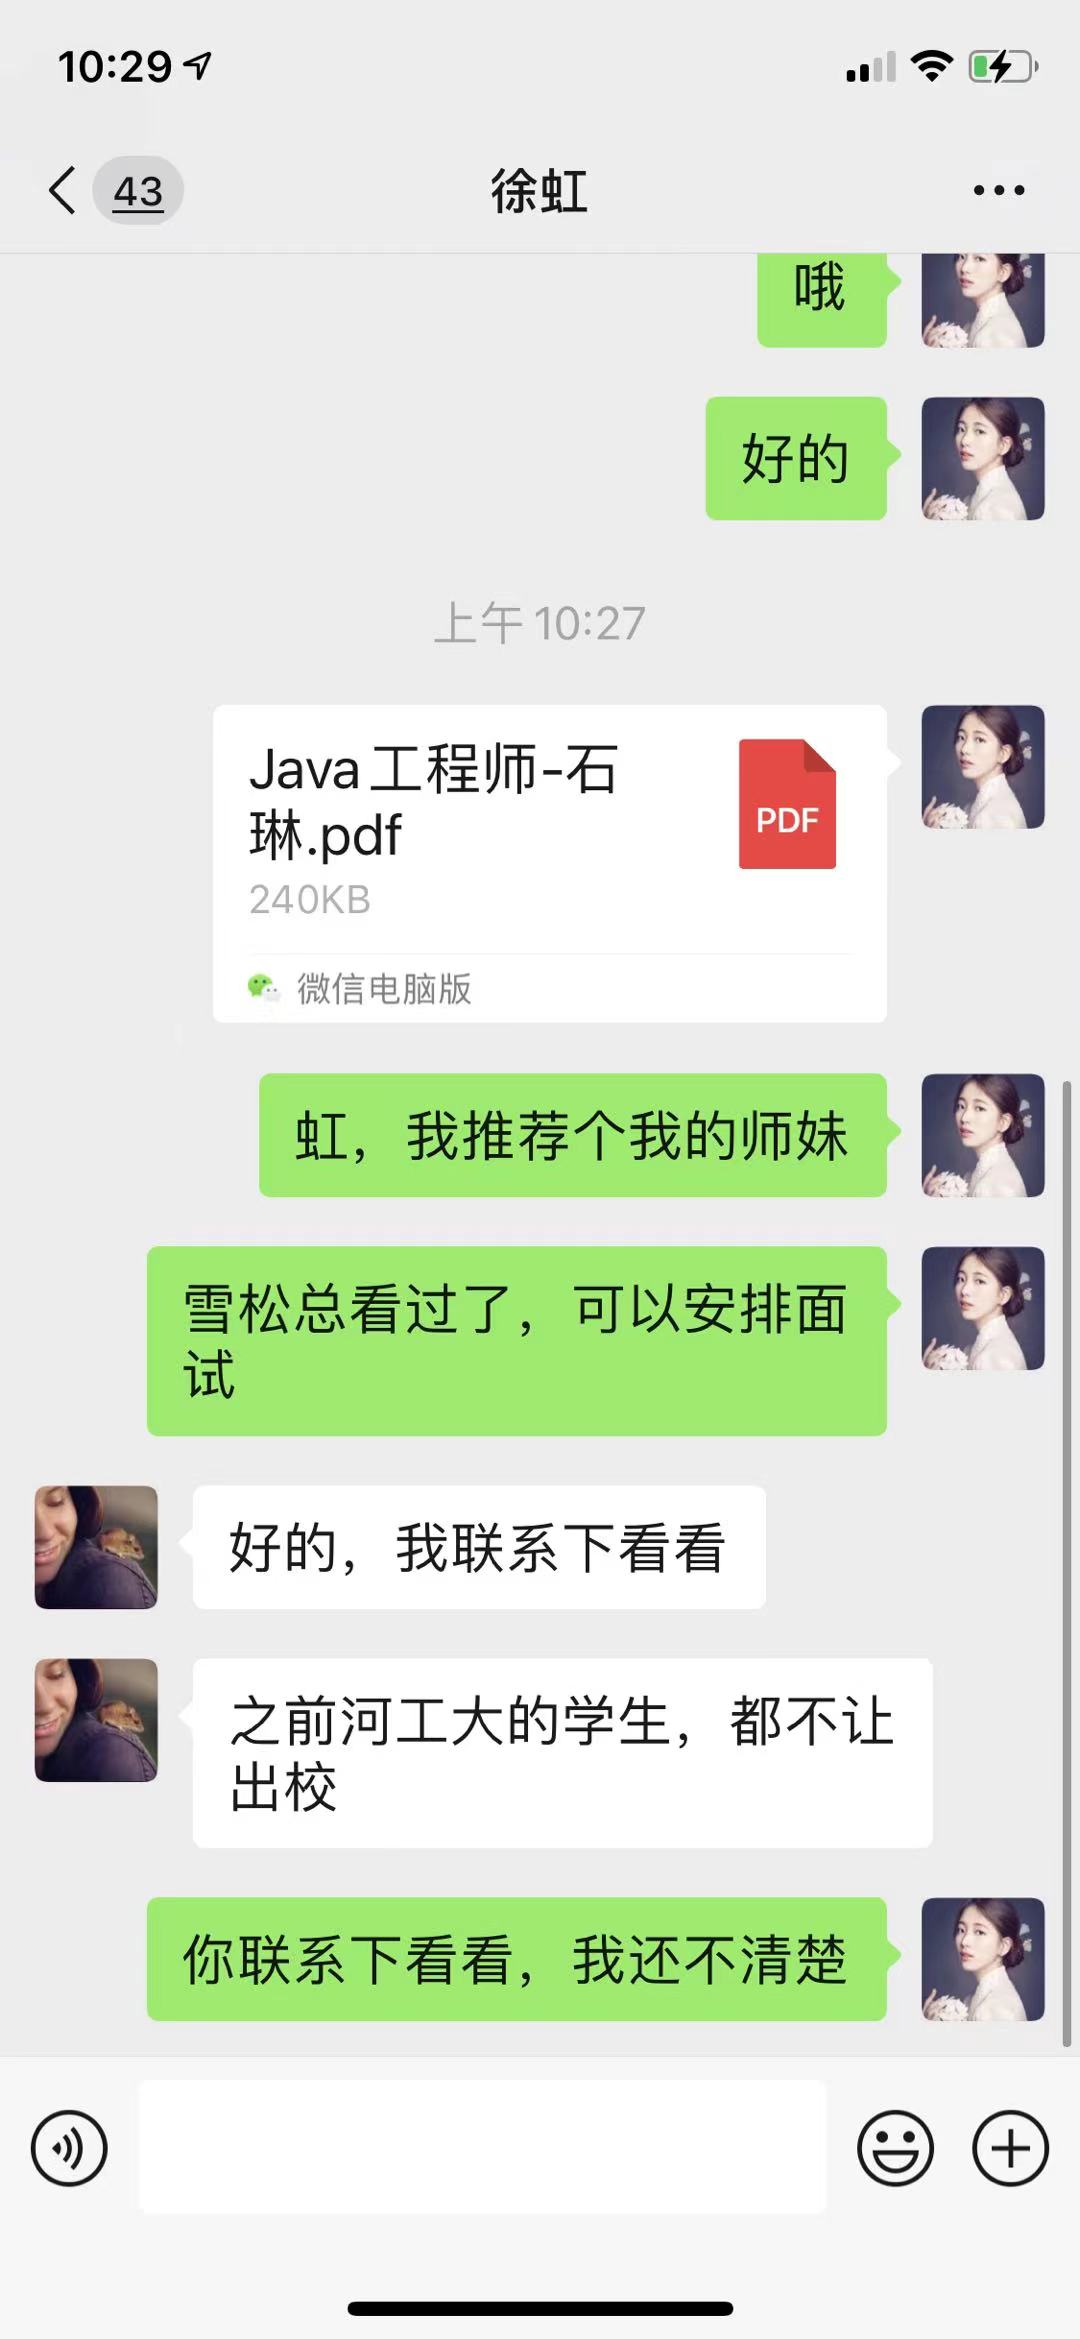 10:29
43
徐虹
哦
好的
上午 10:27
Java工程师-石
琳.pdf
240KB
PDF
微信电脑版
虹，我推荐个我的师妹
雪松总看过了，可以安排面
试
好的，我联系下看看
之前河工大的学生，都不让
出校
你联系下看看，我还不清楚